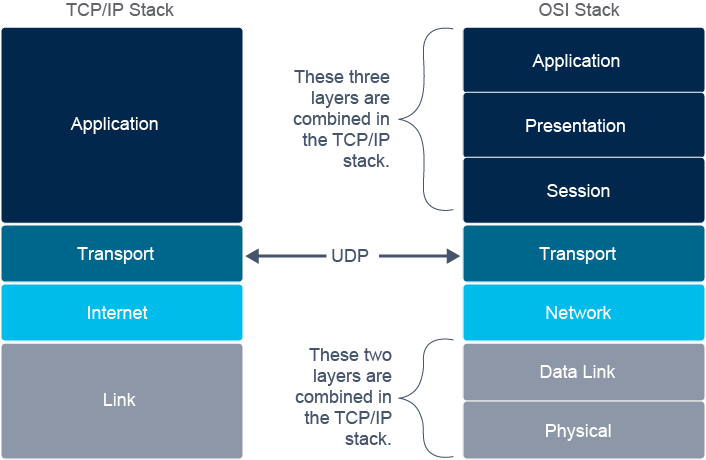 TCP/IP Stack
OSI Stack
Application
These three
layers are
combined in
the TCP/IP
stack.
Application
Presentation
Session
Transport
UDP
Transport
Internet
Network
Link
These two
layers are
combined in
the TCP/IP
stack.
Data Link
Physical